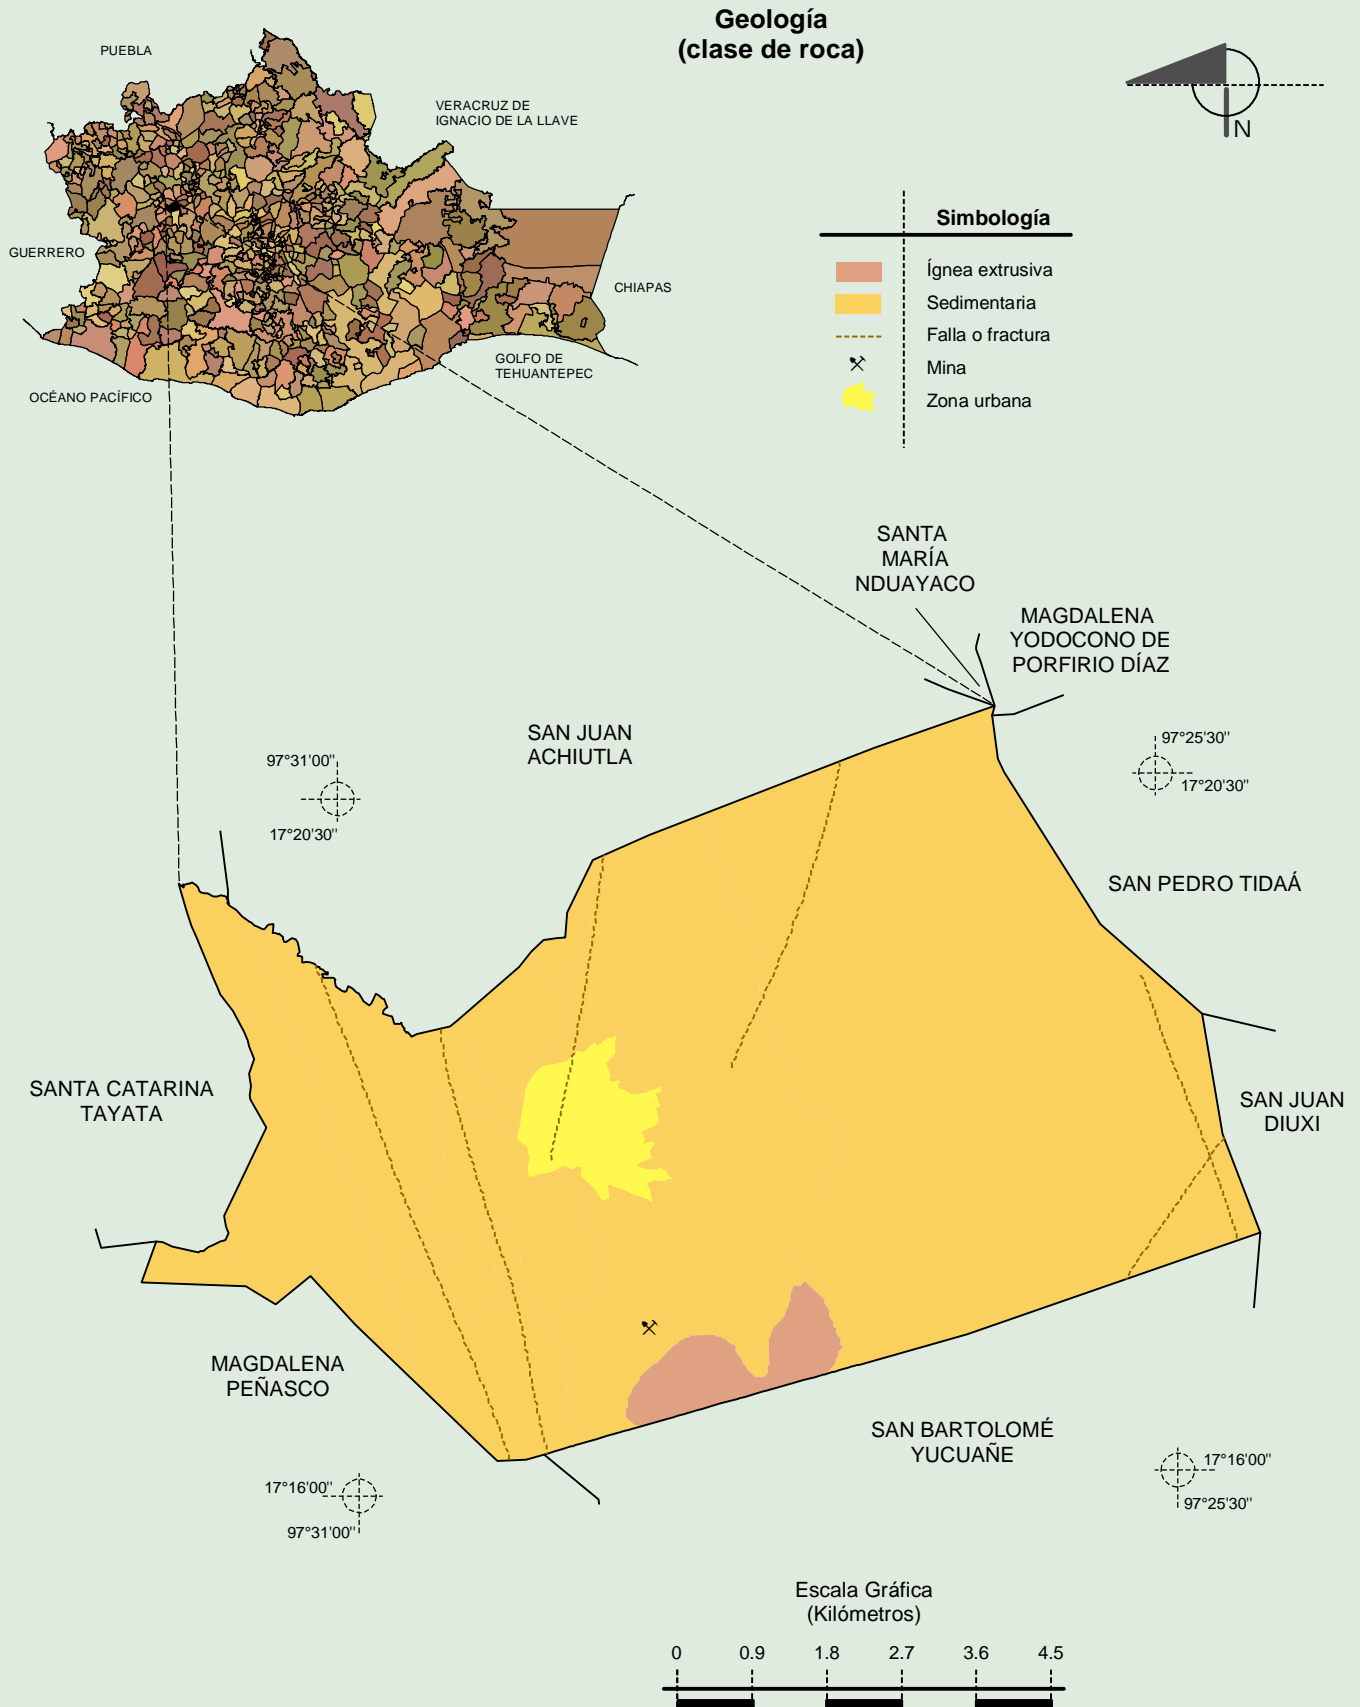 Geología
(clase de roca)
PUEBLA
VERACRUZ DE
IGNACIO DE LA LLAVE
N
GUERRERO
CHIAPAS
GOLFO DE
TEHUANTEPEC
OCÉANO PACÍFICO
Simbología
Ígnea extrusiva
Sedimentaria
Falla o fractura
Mina
Zona urbana
SANTA
MARÍA
NDUAYACO
MAGDALENA
YODOCONO DE
PORFIRIO DÍAZ
SAN JUAN
ACHIUTLA
97°31'00''
17°20'30''
97°25'30''
17°20'30''
SAN PEDRO TIDAÁ
SANTA CATARINA
TAYATA
SAN JUAN
DIUXI
MAGDALENA
PEÑASCO
SAN BARTOLOMÉ
YUCUAÑE
17°16'00''
97°31'00''
17°16'00''
97°25'30''
Escala Gráfica
(Kilómetros)
0 0.9 1.8 2.7 3.6 4.5